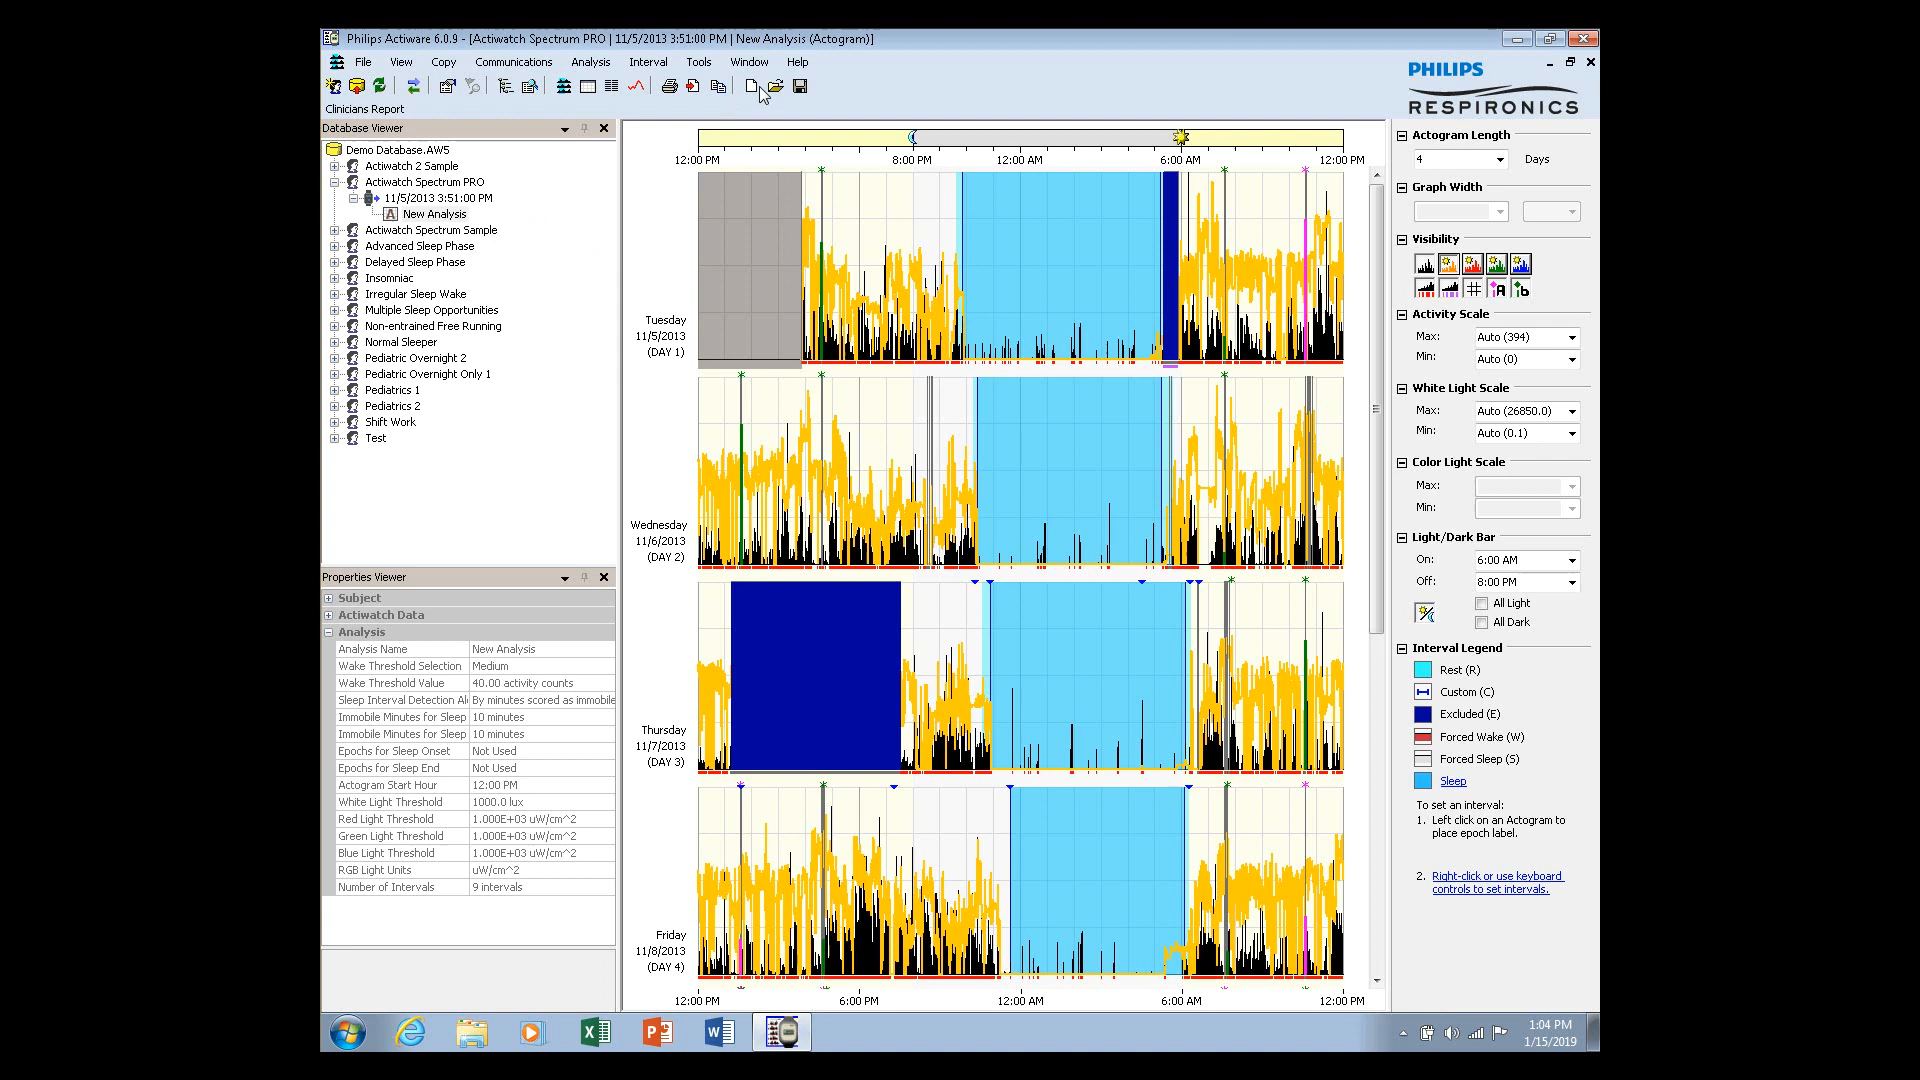 Philips Actiware 6.0.9 - [Actiwatch Spectrum PRO | 11/5/2013 3:51:00 PM | New Analysis (Actogram)]
File View Copy Communications Analysis Interval Tools Window Help
PHILIPS
RESPIRONICS
Clinicians Report
Database Viewer
Demo Database.AW5
Actiwatch 2 Sample
Actiwatch Spectrum PRO
11/5/2013 3:51:00 PM
A New Analysis
Actiwatch Spectrum Sample
Advanced Sleep Phase
Delayed Sleep Phase
Insomniac
Irregular Sleep Wake
Multiple Sleep Opportunities
Non-entrained Free Running
Normal Sleeper
Pediatric Overnight 2
Pediatric Overnight Only 1
Pediatrics 1
Pediatrics 2
Shift Work
Test
Properties Viewer
Subject
Actiwatch Data
Analysis
Analysis Name New Analysis
Wake Threshold Selection Medium
Wake Threshold Value 40.00 activity counts
Sleep Interval Detection Al By minutes scored as immobile
Immobile Minutes for Sleep 10 minutes
Immobile Minutes for Sleep 10 minutes
Epochs for Sleep Onset Not Used
Epochs for Sleep End Not Used
Actogram Start Hour 12:00 PM
White Light Threshold 1000.0 lux
Red Light Threshold 1.000E+03 uW/cm^2
Green Light Threshold 1.000E+03 uW/cm^2
Blue Light Threshold 1.000E+03 uW/cm^2
RGB Light Units uW/cm^2
Number of Intervals 9 intervals
12:00 PM 8:00 PM 12:00 AM 6:00 AM 12:00 PM
Tuesday
11/5/2013
(DAY 1)
Wednesday
11/6/2013
(DAY 2)
Thursday
11/7/2013
(DAY 3)
Friday
11/8/2013
(DAY 4)
12:00 PM 6:00 PM 12:00 AM 6:00 AM 12:00 PM
Actogram Length
4 Days
Graph Width
Visibility
A b
Activity Scale
Max: Auto (394)
Min: Auto (0)
White Light Scale
Max: Auto (26850.0)
Min: Auto (0.1)
Color Light Scale
Max:
Min:
Light/Dark Bar
On: 6:00 AM
Off: 8:00 PM
All Light
All Dark
Interval Legend
Rest (R)
Custom (C)
Excluded (E)
Forced Wake (W)
Forced Sleep (S)
Sleep
To set an interval:
1. Left click on an Actogram to
place epoch label.
2. Right-click or use keyboard
controls to set intervals.
1:04 PM
1/15/2019